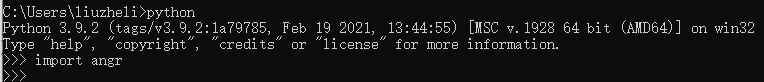 C:\Users\liuzheli>python
Python 3.9.2 (tags/v3.9.2:1a79785, Feb 19 2021, 13:44:55) [MSC v.1928 64 bit (AMD64)] on win32
Type "help", "copyright", "credits" or "license" for more information.
>>> import angr
>>>